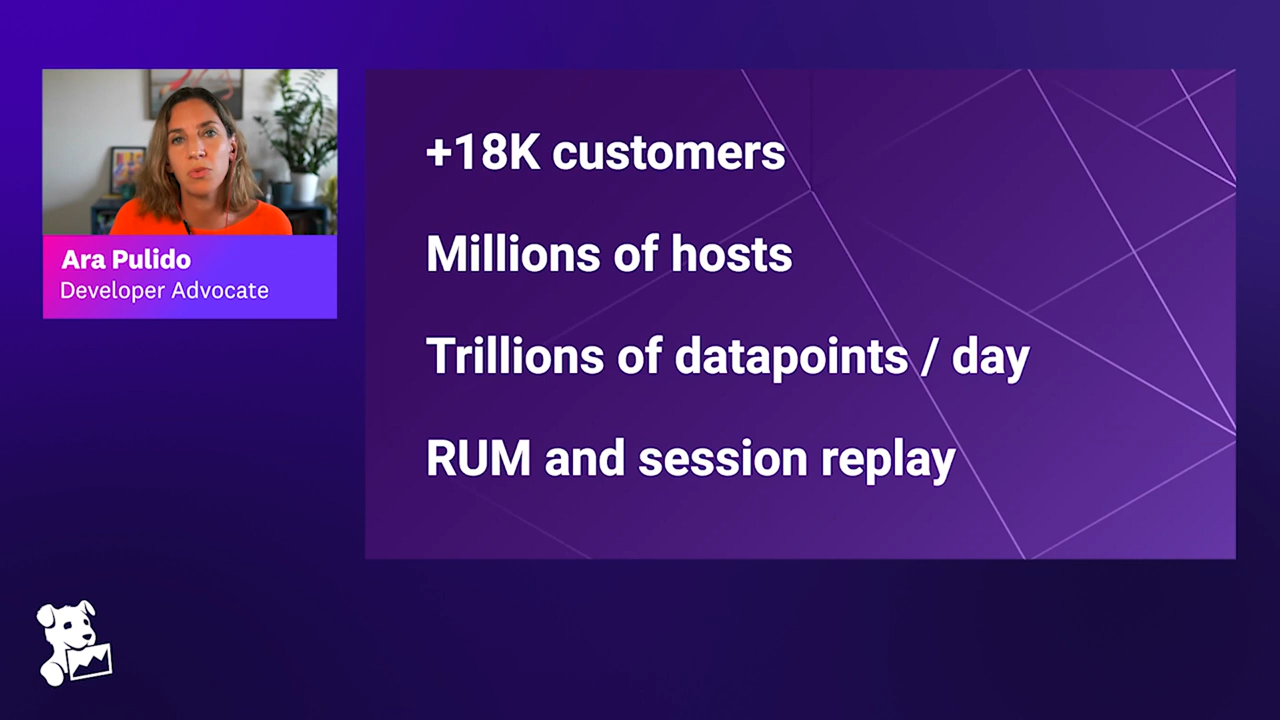 Ara Pulido
Developer Advocate
+18K customers
Millions of hosts
Trillions of datapoints / day
RUM and session replay